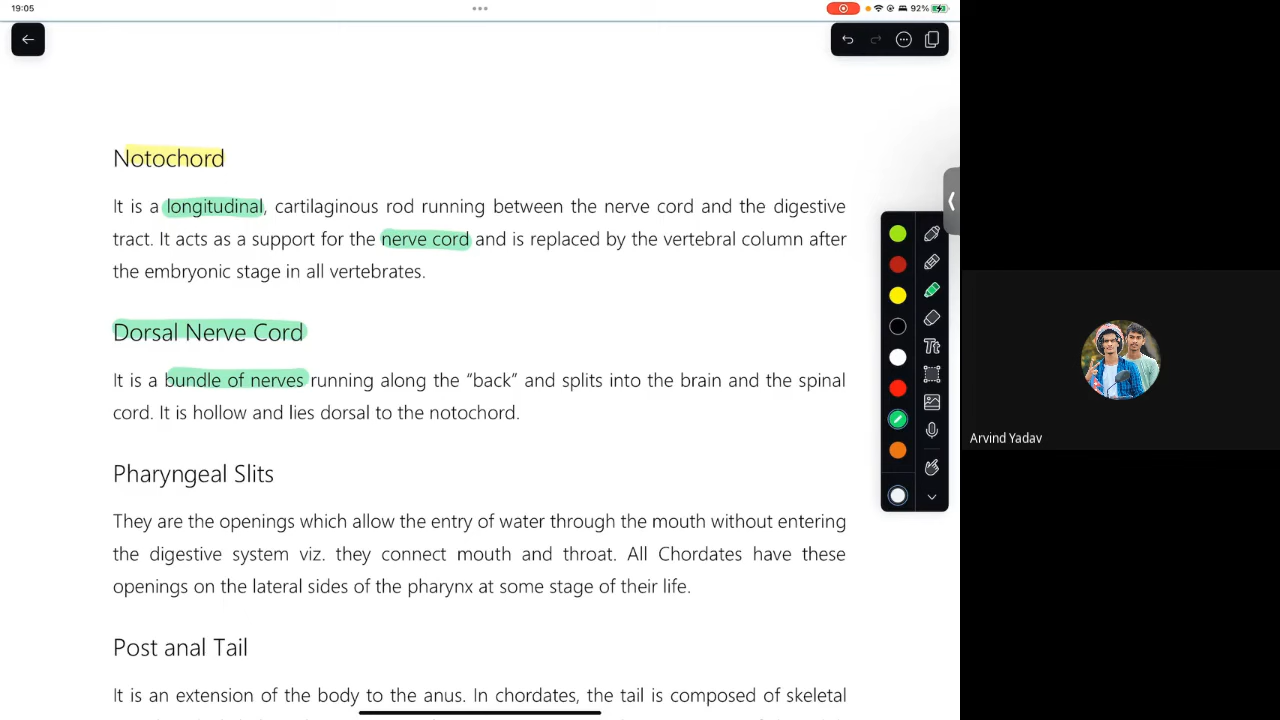 19:05
92%
Notochord
It is a longitudinal, cartilaginous rod running between the nerve cord and the digestive
tract. It acts as a support for the nerve cord and is replaced by the vertebral column after
the embryonic stage in all vertebrates.
Dorsal Nerve Cord
It is a bundle of nerves running along the “back” and splits into the brain and the spinal
cord. It is hollow and lies dorsal to the notochord.
Pharyngeal Slits
They are the openings which allow the entry of water through the mouth without entering
the digestive system viz. they connect mouth and throat. All Chordates have these
openings on the lateral sides of the pharynx at some stage of their life.
Post anal Tail
It is an extension of the body to the anus. In chordates, the tail is composed of skeletal
Tt
Arvind Yadav